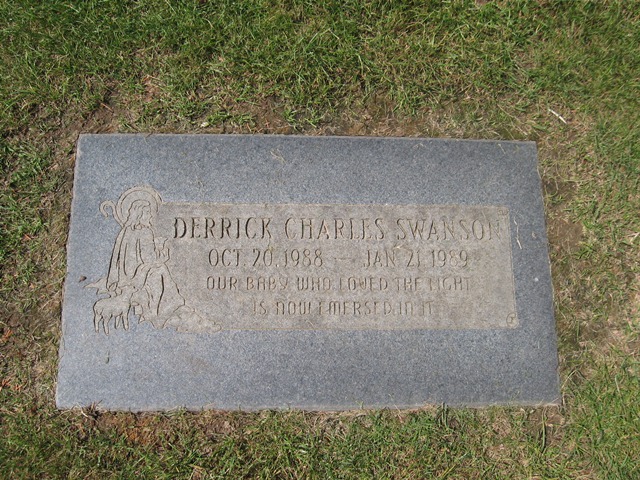 DERRICK CHARLES SWANSON
OCT. 20, 1988 — JAN 21, 1989
OUR BABY WHO LOVED THE LIGHT
IS NOW EMERSED IN IT